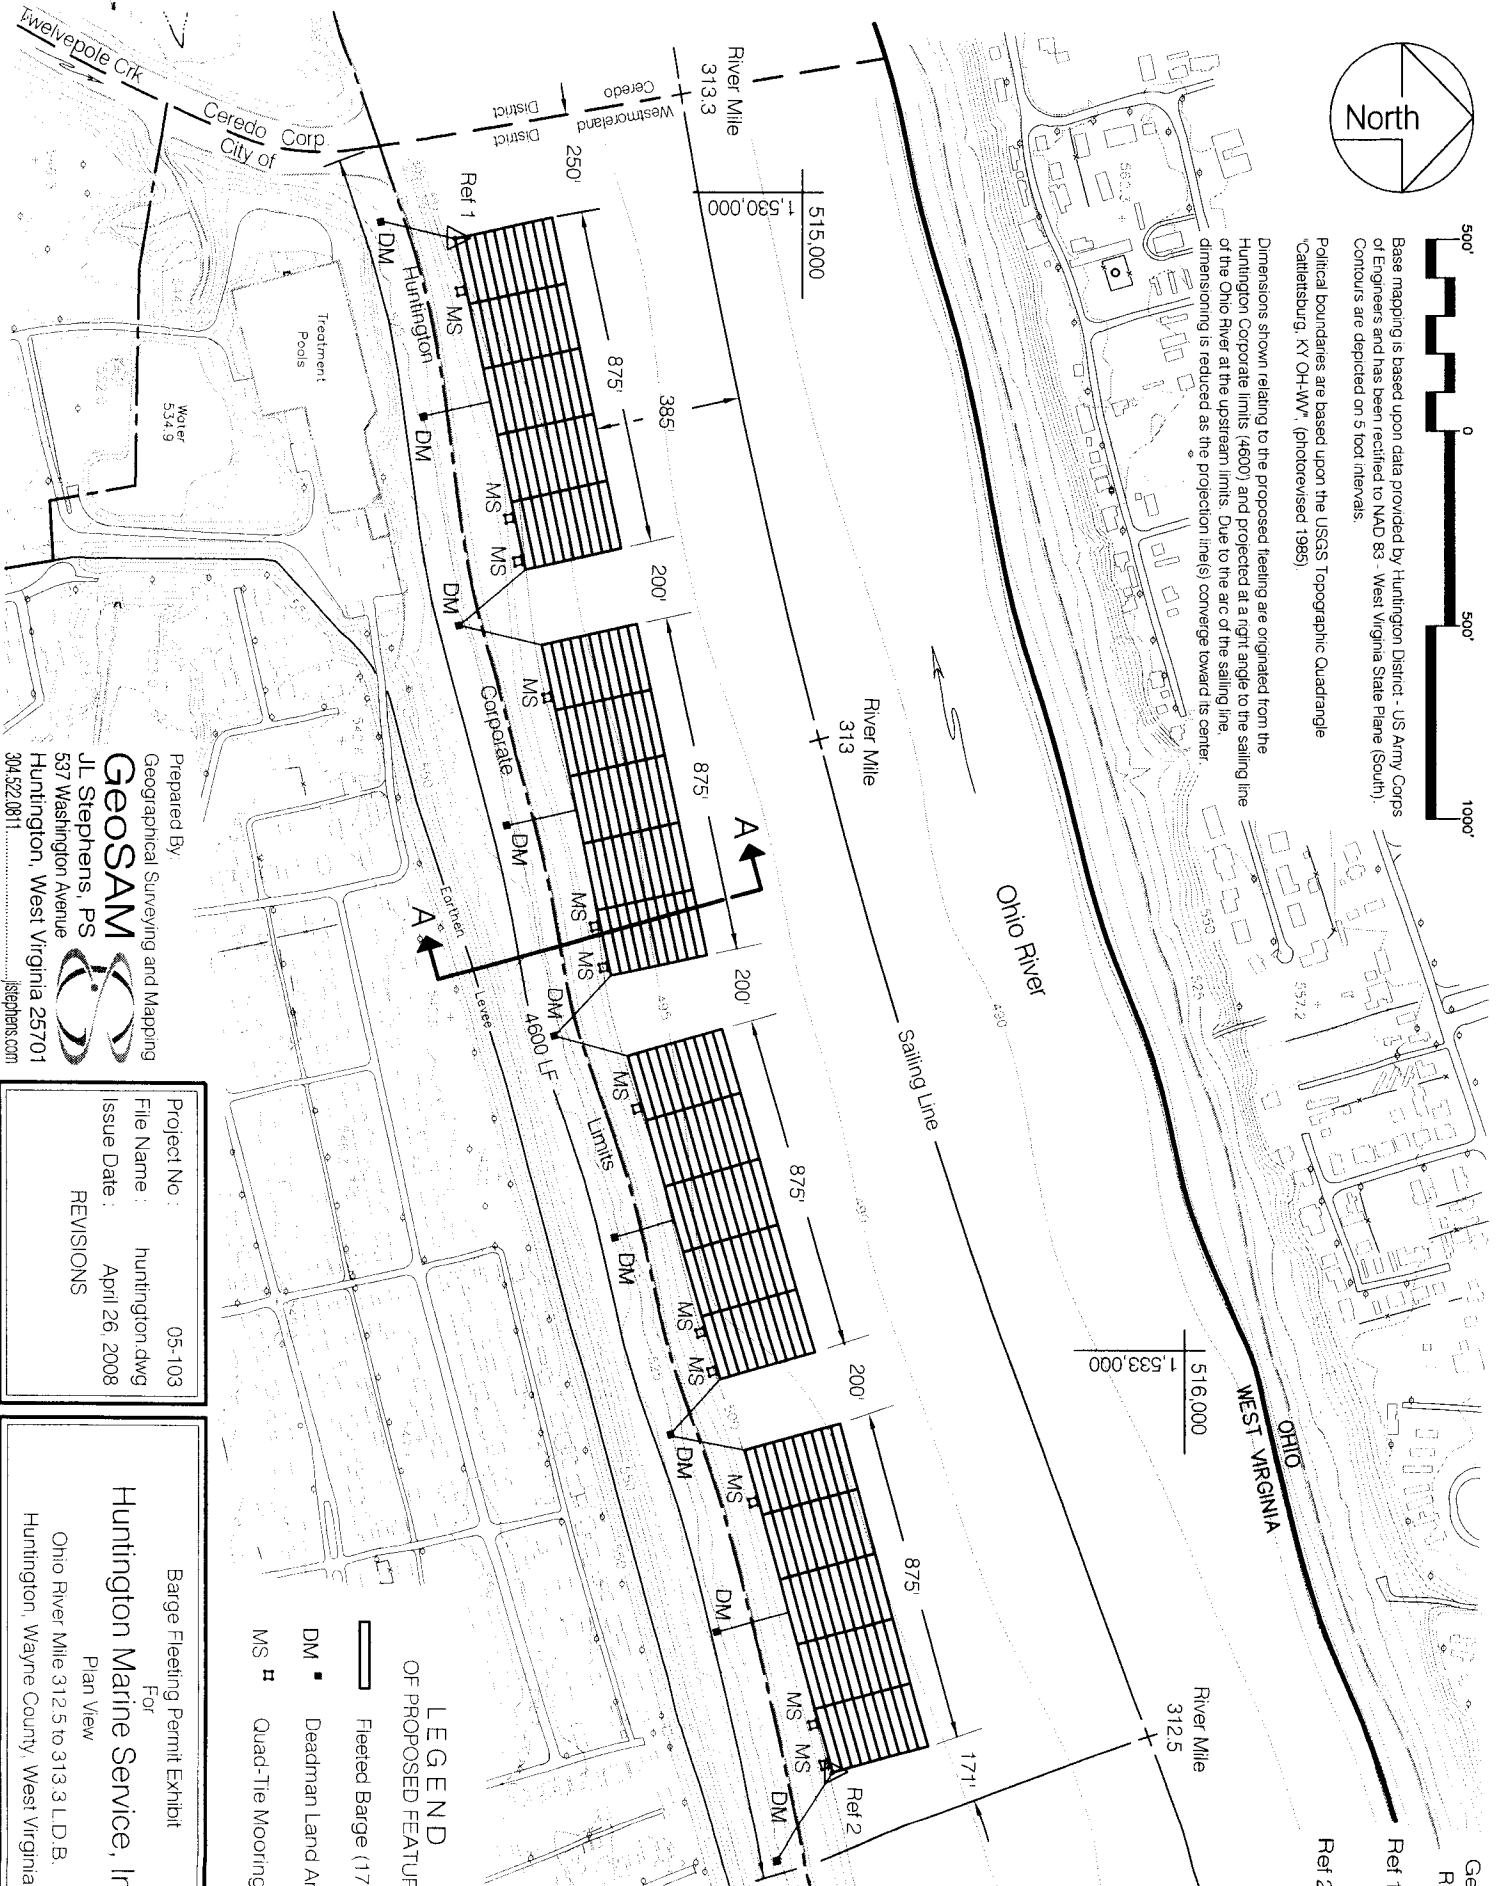 North
500'
0
500'
1000'
Base mapping is based upon data provided by Huntington District - US Army Corps
of Engineers and has been rectified to NAD 83 - West Virginia State Plane (South).
Contours are depicted on 5 foot intervals.
Political boundaries are based upon the USGS Topographic Quadrangle
"Catlettsburg, KY OH-WV" (photorevised 1985)
Dimensions shown relating to the proposed fleeting are originated from the
Huntington Corporate limits (4600') and projected at a right angle to the sailing line
of the Ohio River at the upstream limits. Due to the arc of the sailing line,
dimensioning is reduced as the projection line(s) converge toward its center.
Ref 1
Ref 2
557.2
525
530
OHIO
WEST VIRGINIA
516,000
1,533,000
515,000
1,530,000
River Mile
313.3
River Mile
313
River Mile
312.5
Ohio River
Sailing Line
490
490
495
Ceredo
District
Westmoreland
District
250'
875'
385'
200'
875'
200'
875'
200'
875'
171'
Ref 1
Ref 2
MS
MS
MS
MS
MS
MS
MS
MS
MS
MS
MS
MS
DM
DM
DM
DM
DM
DM
DM
DM
DM
A
A
Huntington
Corporate
Limits
Earthen
Levee
4600 LF
Twelvepole Crk
Ceredo Corp.
City of
Treatment
Pools
Water
534.9
LEGEND
OF PROPOSED
Fleeted Barge
DM
Deadman Land
MS
Quad-Tie Mooring
Prepared By:
Geographical Surveying and Mapping
GeoSAM
JL Stephens, PS
537 Washington Avenue
Huntington, West Virginia 25701
304.522.0811
jlstephens.com
Project No : 05-103
File Name : huntington.dwg
Issue Date : April 26, 2008
REVISIONS
Barge Fleeting Permit Exhibit
For
Huntington Marine Service,
Plan View
Ohio River Mile 312.5 to 313.3 L.D.B.
Huntington, Wayne County, West Virginia